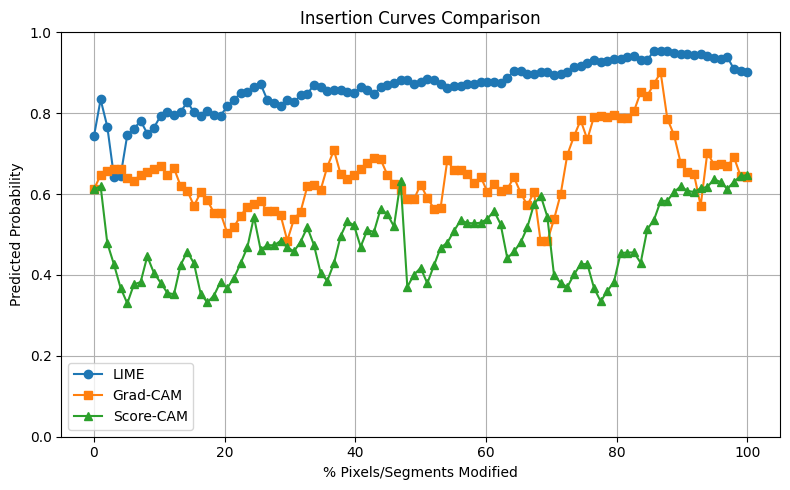 Insertion Curves Comparison
1.0
0.8
0.6
0.4
0.2
0.0
Predicted Probability
LIME
Grad-CAM
Score-CAM
0 20 40 60 80 100
% Pixels/Segments Modified